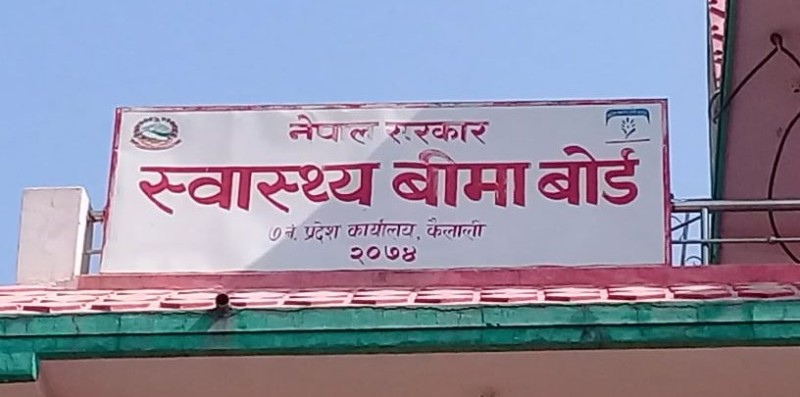 नेपाल सरकार
स्वास्थ्य बीमा बोर्ड
७ नं. प्रदेश कार्यालय, कैलाली
२०७४